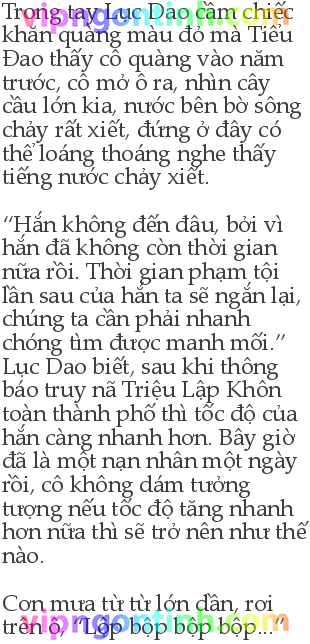 Trong tay Lục Dao cầm chiếc
khăn quàng màu đỏ mà Tiểu
Đao thấy cô quàng vào năm
trước, cô mở ô ra, nhìn cây
cầu lớn kia, nước bên bờ sông
chảy rất xiết, đứng ở đây có
thể loáng thoáng nghe thấy
tiếng nước chảy xiết.
“Hắn không đến đâu, bởi vì
hắn đã không còn thời gian
nữa rồi. Thời gian phạm tội
lần sau của hắn ta sẽ ngắn lại,
chúng ta cần phải nhanh
chóng tìm được manh mối.”
Lục Dao biết, sau khi thông
báo truy nã Triệu Lập Khôn
toàn thành phố thì tốc độ của
hắn càng nhanh hơn. Bây giờ
đã là một nạn nhân một ngày
rồi, cô không dám tưởng
tượng nếu tốc độ tăng nhanh
hơn nữa thì sẽ trở nên như thế
nào.
Cơn mưa từ từ lớn dần, rơi
trên ô, “Lộp bộp bộp bộp...”
vipngontinh.com
vipngontinh.com